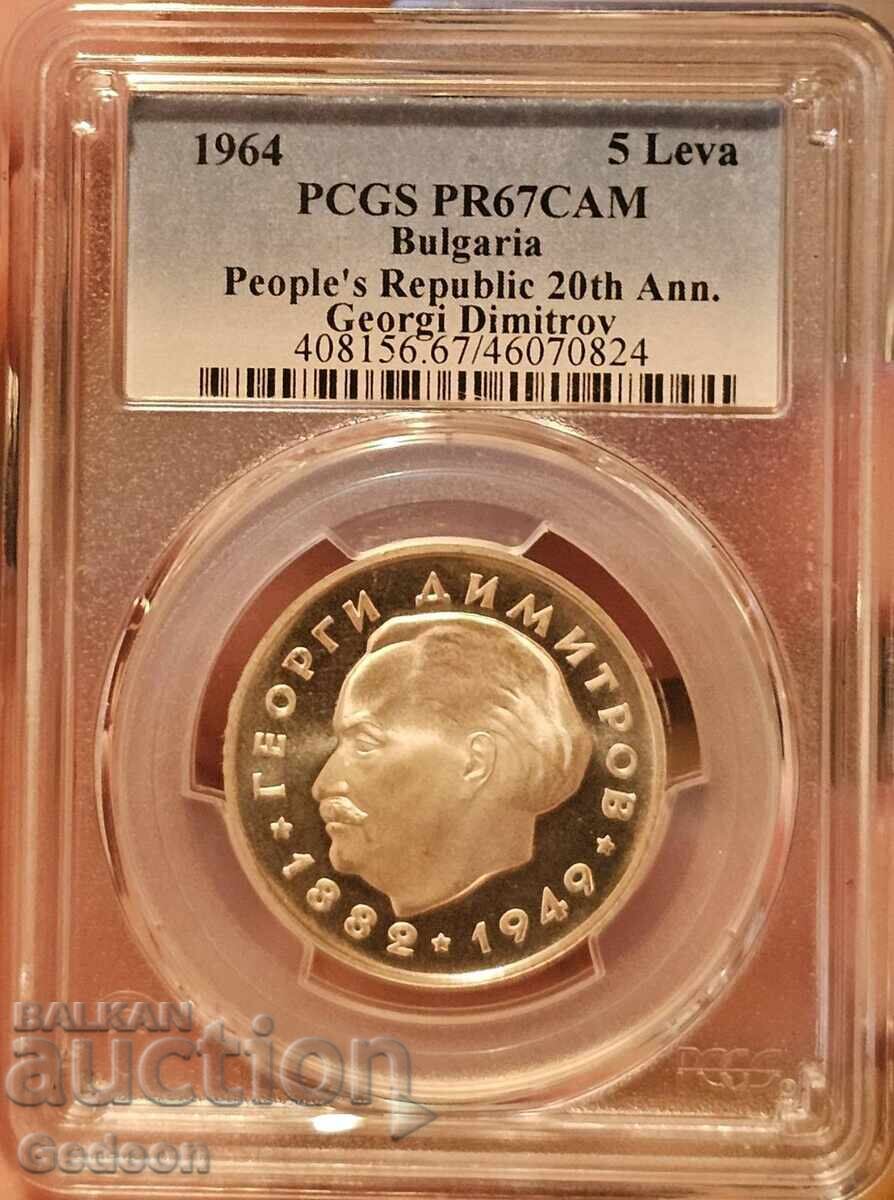 1964 5 Leva
PCGS PR67CAM
Bulgaria
People's Republic 20th Ann.
Georgi Dimitrov
408156.67/46070824
ГЕОРГИ ДИМИТРОВ
1882 ★ 1949
PCGS
BALKAN
auction
Gedeon